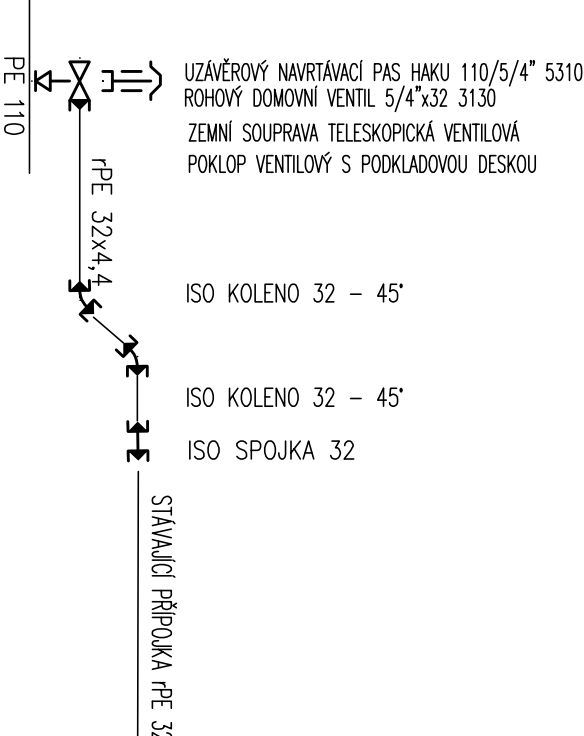 UZÁVĚROVÝ NAVRTÁVACÍ PAS HAKU 110/5/4" 5310
ROHOVÝ DOMOVNÍ VENTIL 5/4"x32 3130
ZEMNÍ SOUPRAVA TELESKOPICKÁ VENTILOVÁ
POKLOP VENTILOVÝ S PODKLADOVOU DESKOU
PE 110
rPE 32x4,4
ISO KOLENO 32 – 45°
ISO KOLENO 32 – 45°
ISO SPOJKA 32
STÁVAJÍCÍ PŘÍPOJKA rPE 32